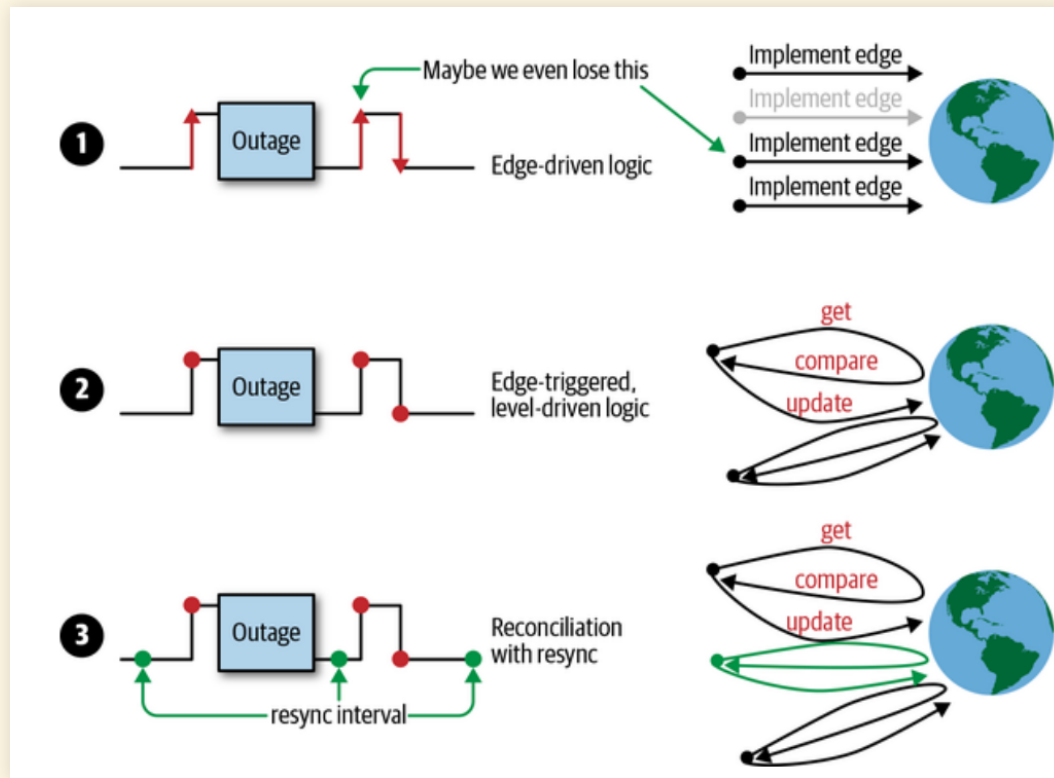 Maybe we even lose this
Implement edge
Implement edge
1
Outage
Edge-driven logic
Implement edge
Implement edge
2
Outage
Edge-triggered,
level-driven logic
get
compare
update
3
Outage
Reconciliation
with resync
resync interval
get
compare
update